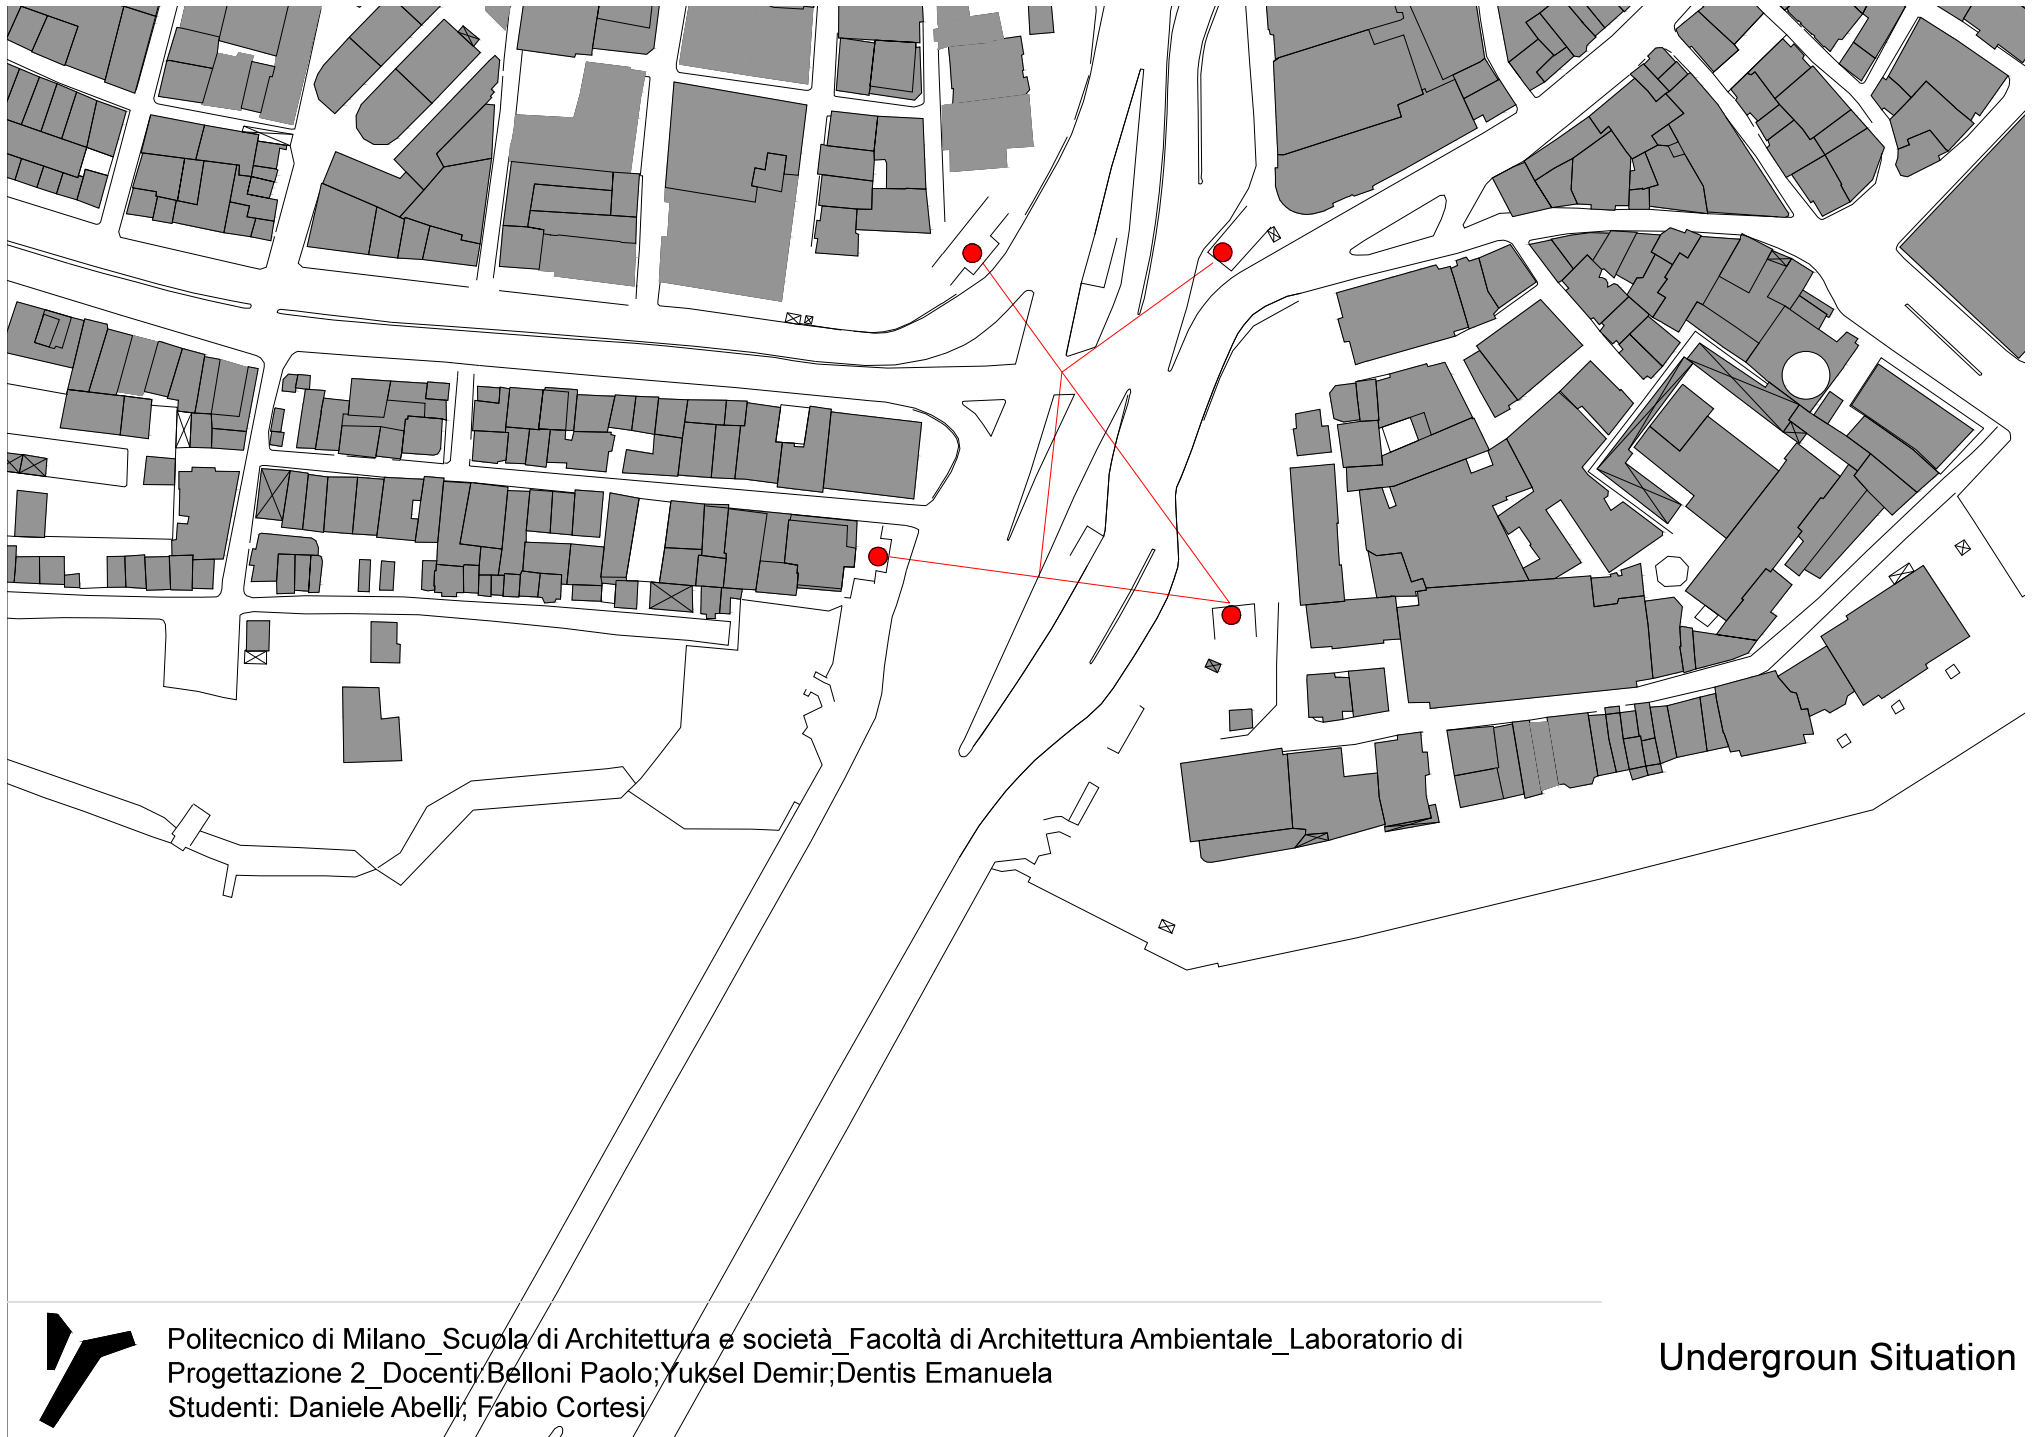 Politecnico di Milano_Scuola di Architettura e società_Facoltà di Architettura Ambientale_Laboratorio di
Progettazione 2_Docenti:Belloni Paolo;Yuksel Demir;Dentis Emanuela
Studenti: Daniele Abelli; Fabio Cortesi
Undergroun Situation